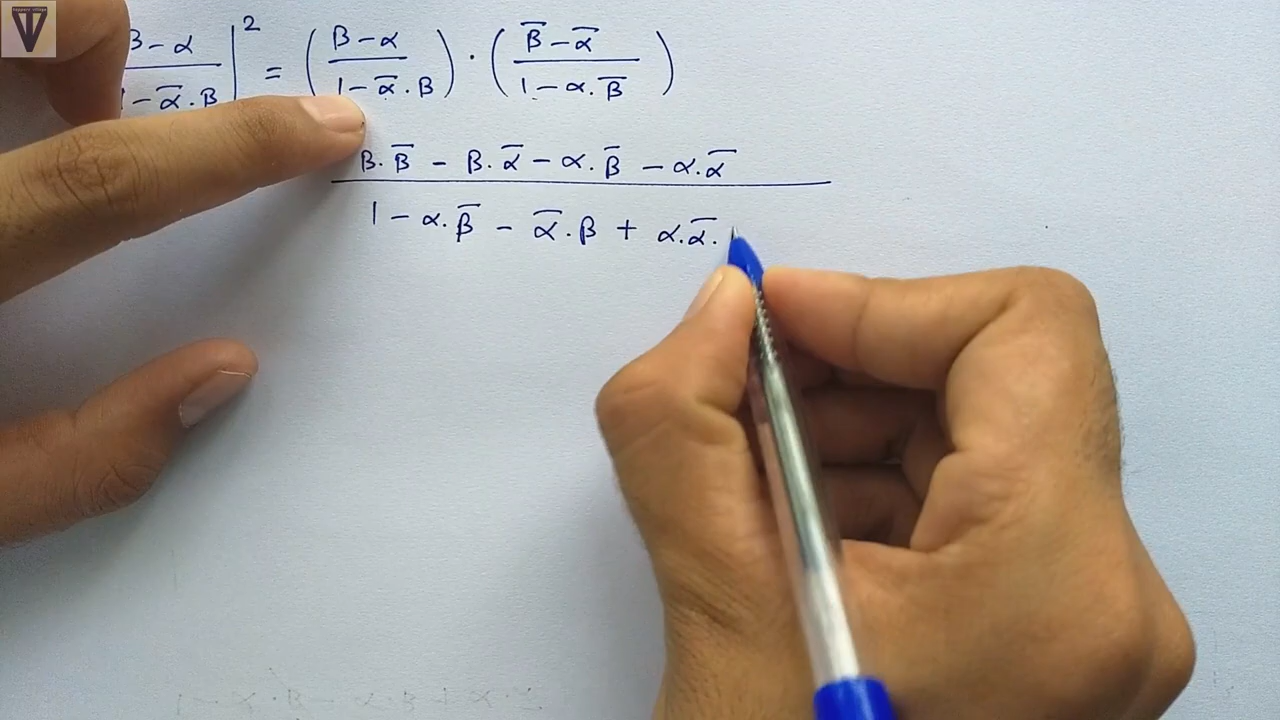 |β - α / 1 - ᾱ.β|² = (β - α / 1 - ᾱ.β) . (β̄ - ᾱ / 1 - α.β̄)
β.β̄ - β.ᾱ - α.β̄ - α.ᾱ
1 - α.β̄ - ᾱ.β + α.ᾱ.